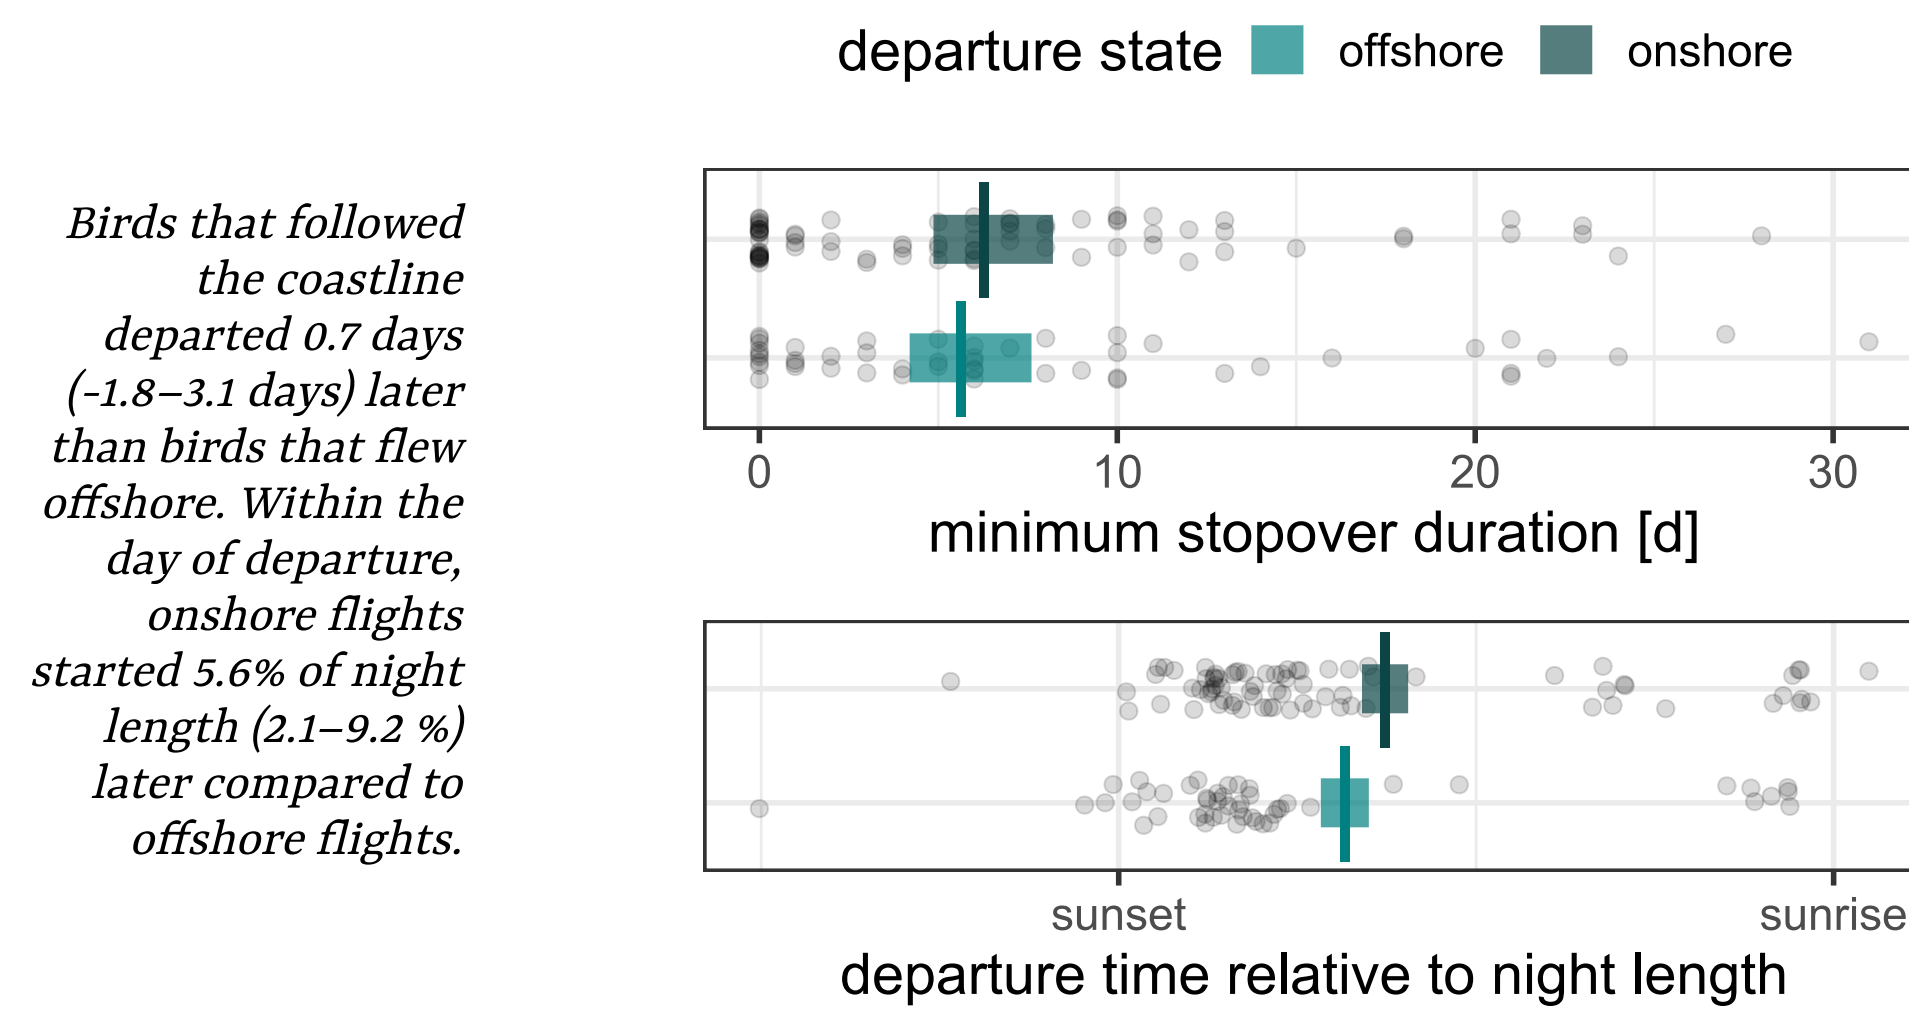 departure state offshore onshore
Birds that followed
the coastline
departed 0.7 days
(-1.8–3.1 days) later
than birds that flew
offshore. Within the
day of departure,
onshore flights
started 5.6% of night
length (2.1–9.2 %)
later compared to
offshore flights.
0 10 20 30
minimum stopover duration [d]
sunset sunrise
departure time relative to night length